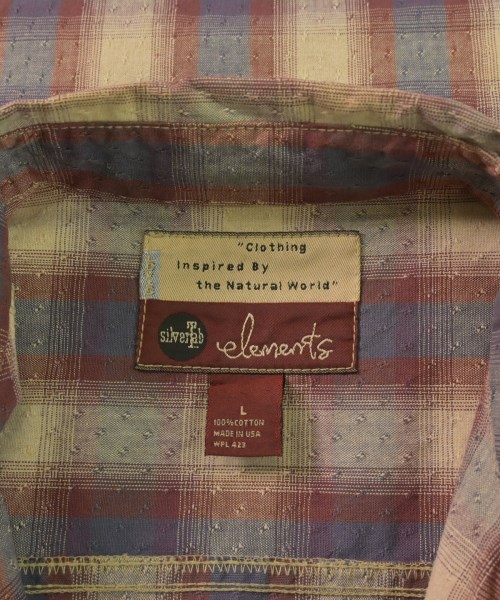 "Clothing
Inspired By
the Natural World"
silverTab elements
L
100% COTTON
MADE IN USA
WPL 423